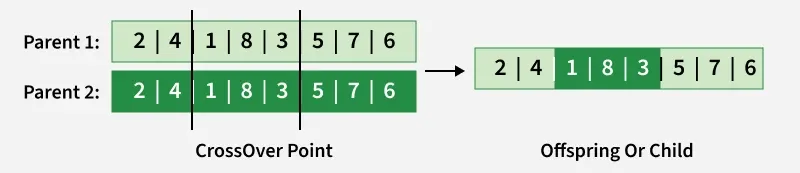 Parent 1: 2 | 4 | 1 | 8 | 3 | 5 | 7 | 6
Parent 2: 2 | 4 | 1 | 8 | 3 | 5 | 7 | 6
2 | 4 | 1 | 8 | 3 | 5 | 7 | 6
CrossOver Point
Offspring Or Child